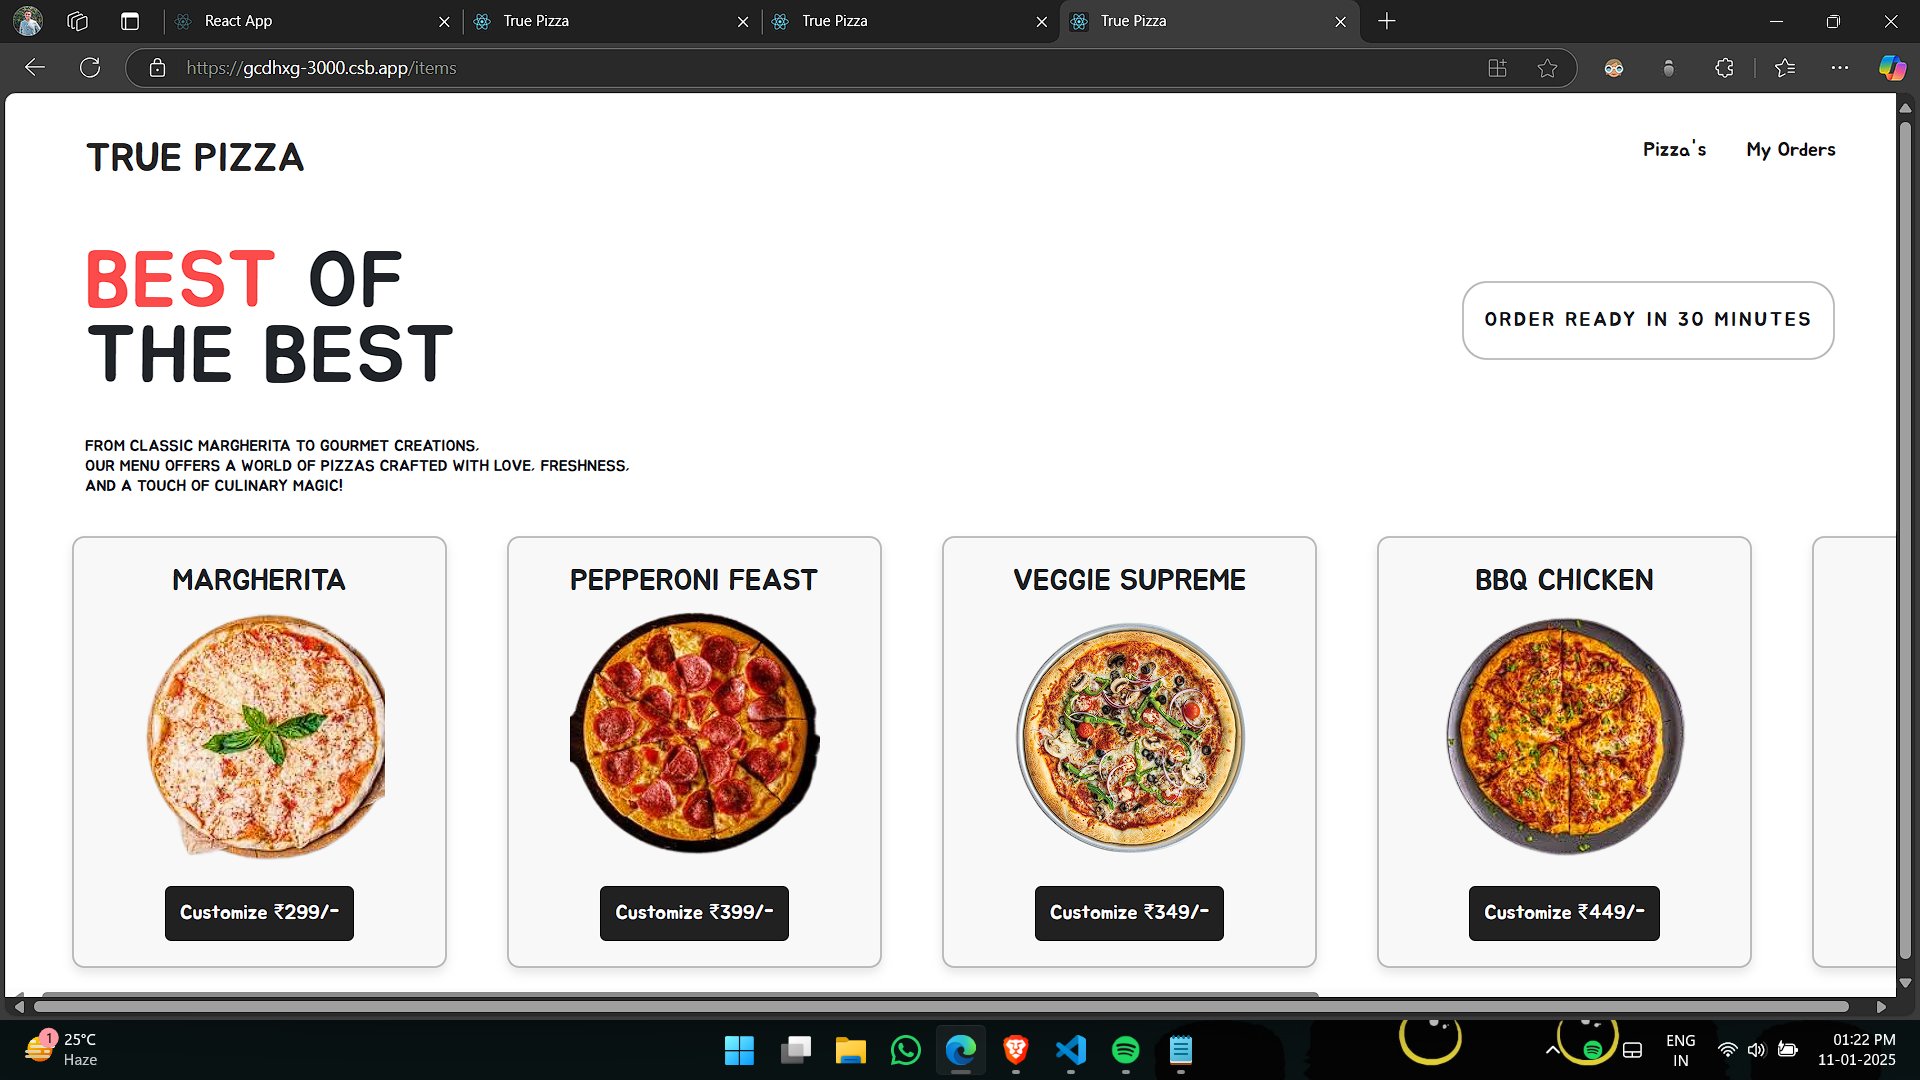 React App
True Pizza
True Pizza
True Pizza
https://gcdhxg-3000.csb.app/items
TRUE PIZZA
Pizza's
My Orders
BEST OF
THE BEST
ORDER READY IN 30 MINUTES
FROM CLASSIC MARGHERITA TO GOURMET CREATIONS,
OUR MENU OFFERS A WORLD OF PIZZAS CRAFTED WITH LOVE, FRESHNESS,
AND A TOUCH OF CULINARY MAGIC!
MARGHERITA
PEPPERONI FEAST
VEGGIE SUPREME
BBQ CHICKEN
Customize ₹299/-
Customize ₹399/-
Customize ₹349/-
Customize ₹449/-
1
25°C
Haze
ENG
IN
01:22 PM
11-01-2025